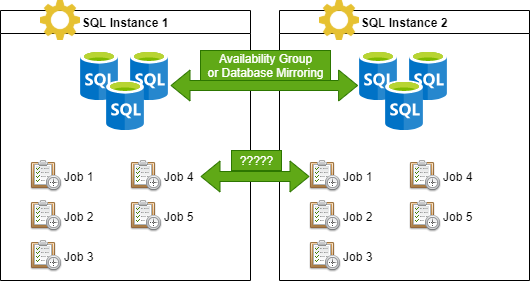 SQL Instance 1
SQL Instance 2
Availability Group
or Database Mirroring
SQL
SQL
SQL
SQL
SQL
SQL
?????
Job 1
Job 4
Job 1
Job 4
Job 2
Job 5
Job 2
Job 5
Job 3
Job 3